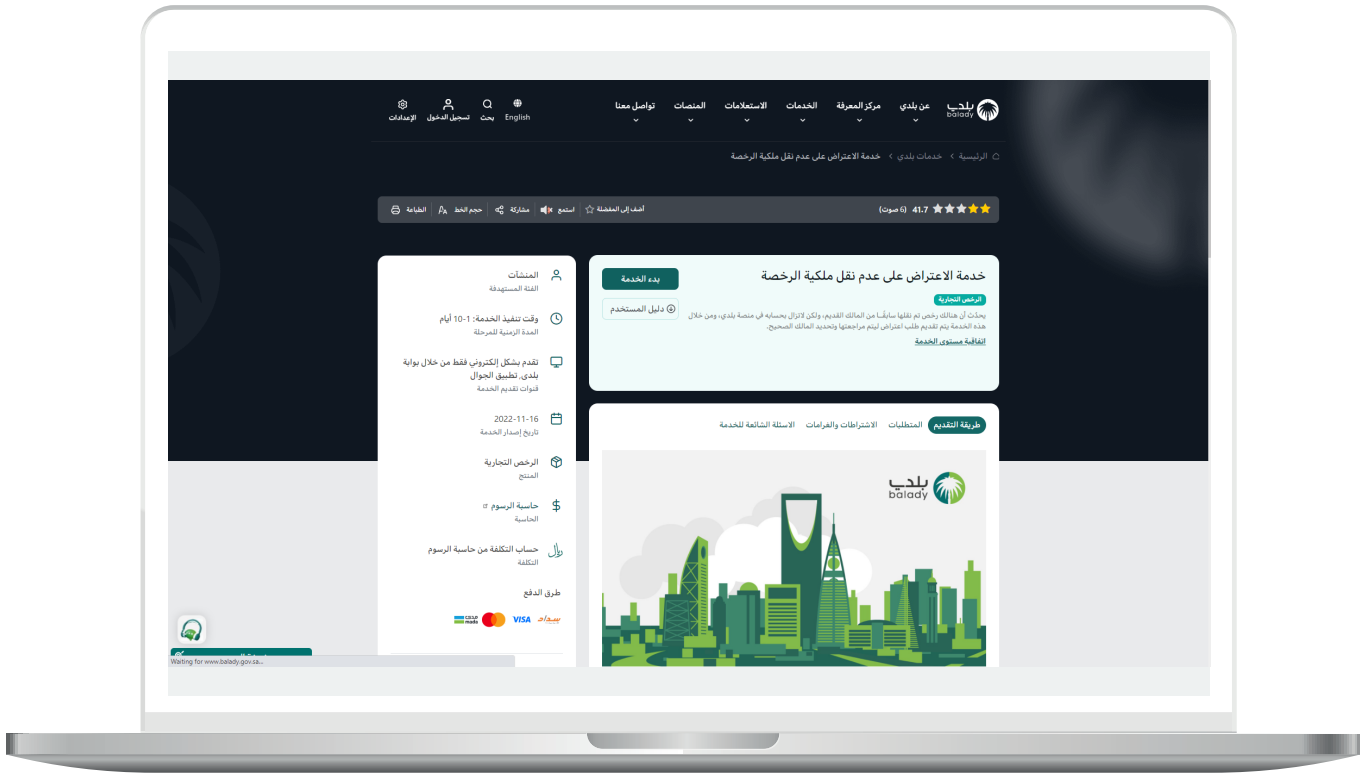 بلدي
balady
عن بلدي
مركز المعرفة
الخدمات
الاستعلامات
المنصات
تواصل معنا
English
بحث
تسجيل الدخول
الإعدادات
الرئيسية > خدمات بلدي > خدمة الاعتراض على عدم نقل ملكية الرخصة
41.7 (6 صوت)
أضف إلى المفضلة
استمع
مشاركة
حجم الخط
الطباعة
خدمة الاعتراض على عدم نقل ملكية الرخصة
بدء الخدمة
الرخص التجارية
دليل المستخدم
يحدث أن هنالك رخص تم نقلها سابقًا من المالك القديم، ولكن لاتزال بحسابه في منصة بلدي، ومن خلال
هذه الخدمة يتم تقديم طلب اعتراض ليتم مراجعتها وتحديد المالك الصحيح.
اتفاقية مستوى الخدمة
طريقة التقديم
المتطلبات
الاشتراطات والغرامات
الاسئلة الشائعة للخدمة
بلدي
balady
المنشآت
الفئة المستهدفة
وقت تنفيذ الخدمة: 1-10 أيام
المدة الزمنية للمرحلة
تقدم بشكل إلكتروني فقط من خلال بوابة
بلدي, تطبيق الجوال
قنوات تقديم الخدمة
2022-11-16
تاريخ إصدار الخدمة
الرخص التجارية
المنتج
حاسبة الرسوم
الحاسبة
حساب التكلفة من حاسبة الرسوم
التكلفة
طرق الدفع
سداد
VISA
mada
Waiting for www.balady.gov.sa...